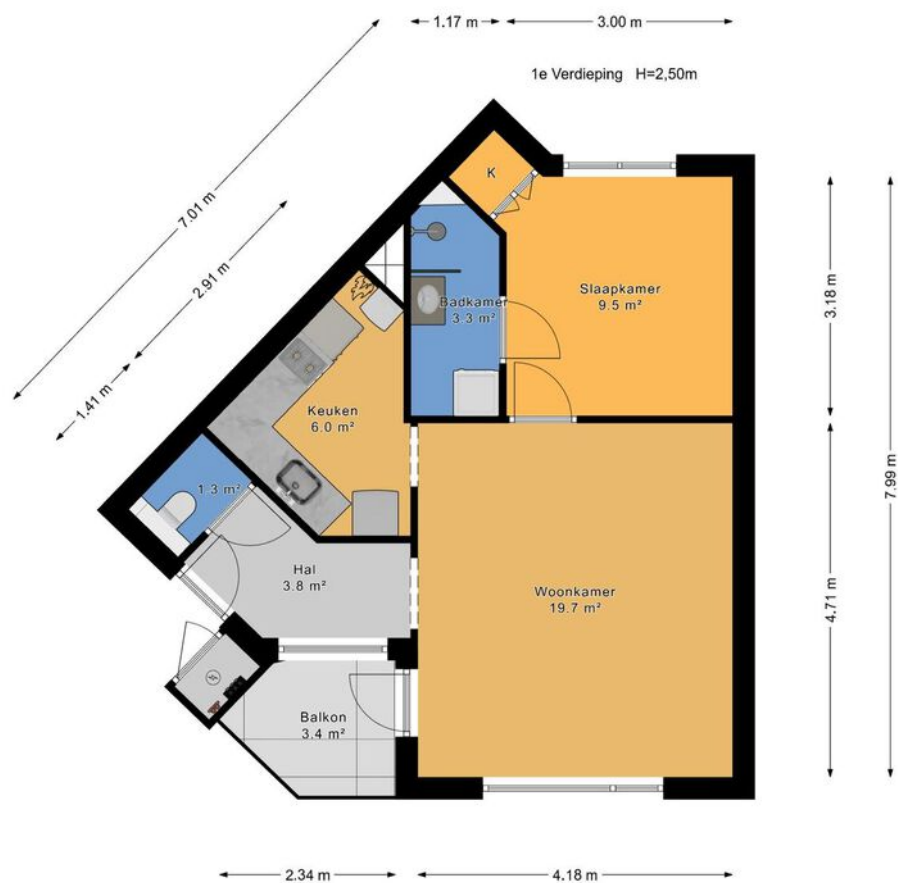 1.17 m
3.00 m
1e Verdieping H=2,50m
7.01 m
K
2.91 m
Slaapkamer
9.5 m²
Badkamer
3.3 m²
3.18 m
1.41 m
Keuken
6.0 m²
7.99 m
1.3 m²
Hal
3.8 m²
Woonkamer
19.7 m²
4.71 m
Balkon
3.4 m²
2.34 m
4.18 m